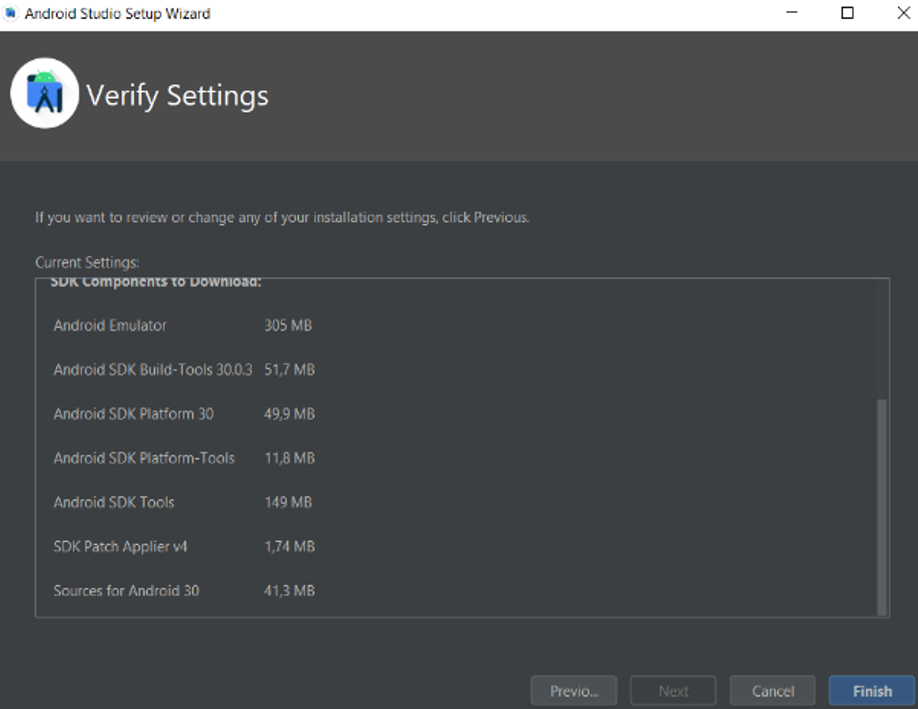 Android Studio Setup Wizard
Verify Settings
If you want to review or change any of your installation settings, click Previous.
Current Settings:
SDK Components to Download:
Android Emulator 305 MB
Android SDK Build-Tools 30.0.3 51,7 MB
Android SDK Platform 30 49,9 MB
Android SDK Platform-Tools 11,8 MB
Android SDK Tools 149 MB
SDK Patch Applier v4 1,74 MB
Sources for Android 30 41,3 MB
Previo... Next Cancel Finish